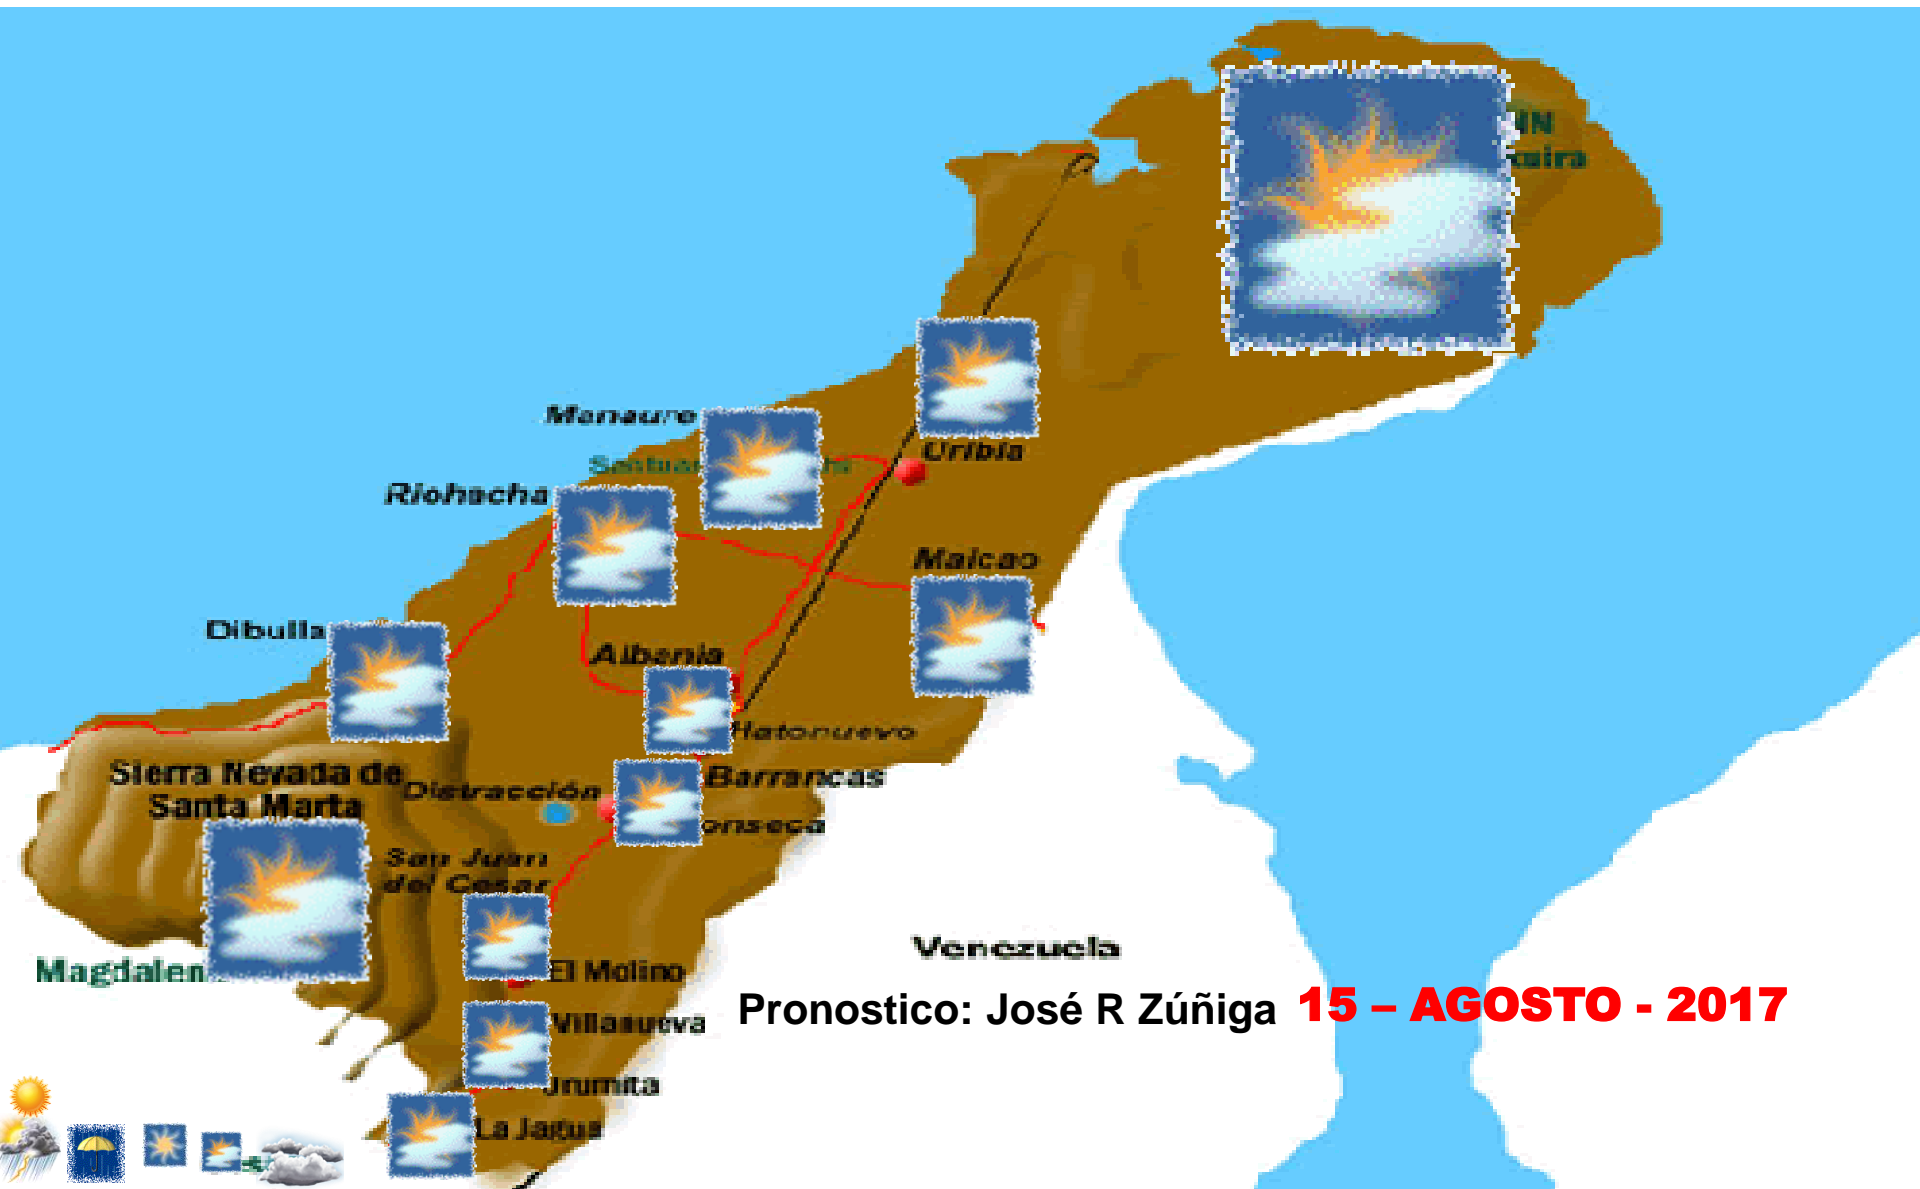 Manaure
Uribia
Riohacha
Maicao
Dibulla
Albania
Hatonuevo
Sierra Nevada de
Santa Marta
Barrancas
Distracción
San Juan
del Cesar
Venezuela
Magdalen
El Molino
Pronostico: José R Zúñiga 15 – AGOSTO - 2017
Villanueva
La Jagua